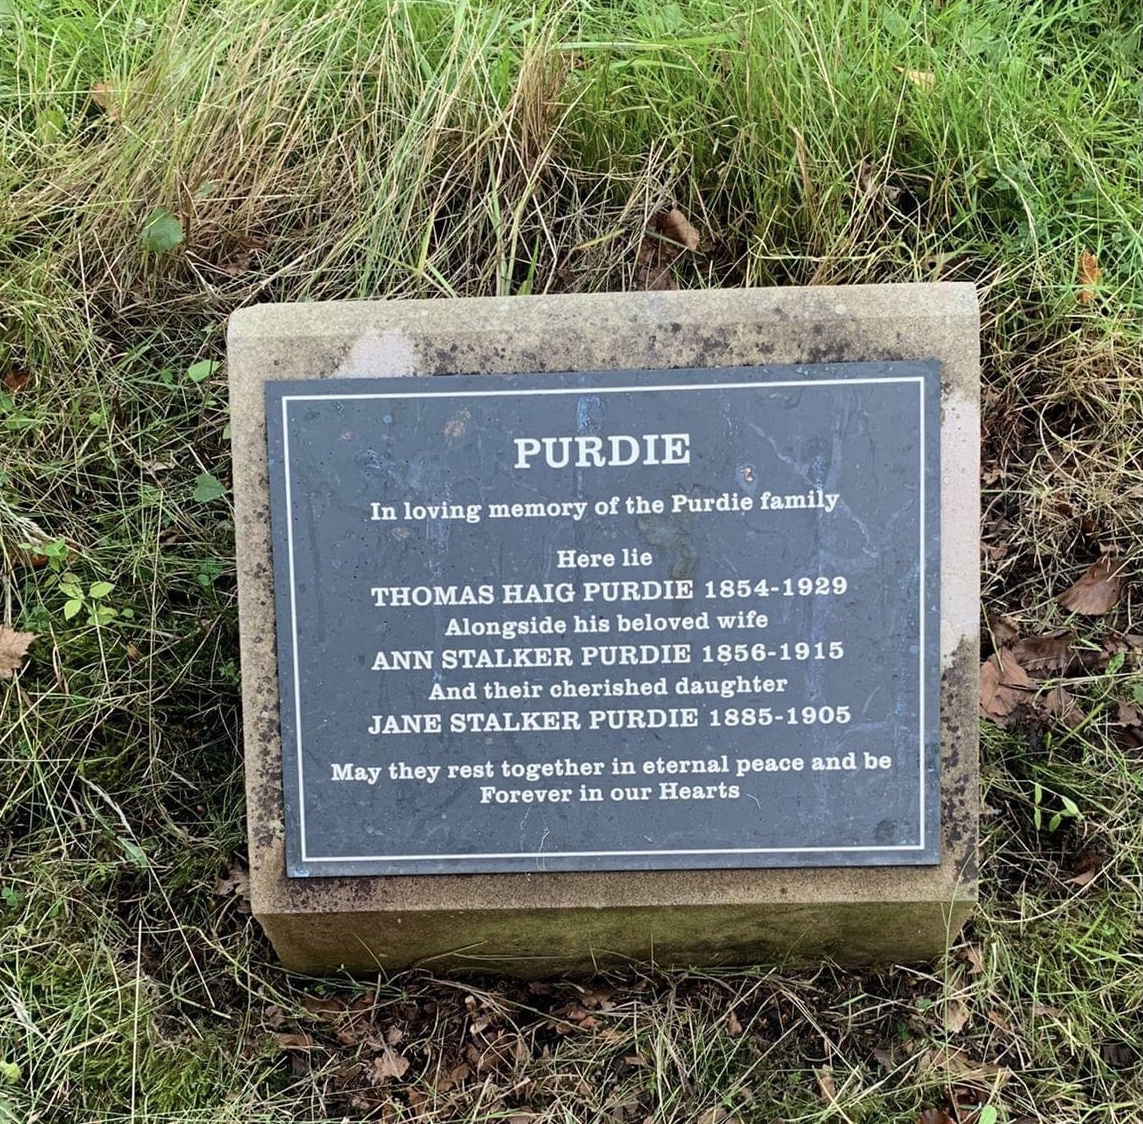 PURDIE
In loving memory of the Purdie family
Here lie
THOMAS HAIG PURDIE 1854-1929
Alongside his beloved wife
ANN STALKER PURDIE 1856-1915
And their cherished daughter
JANE STALKER PURDIE 1885-1905
May they rest together in eternal peace and be
Forever in our Hearts